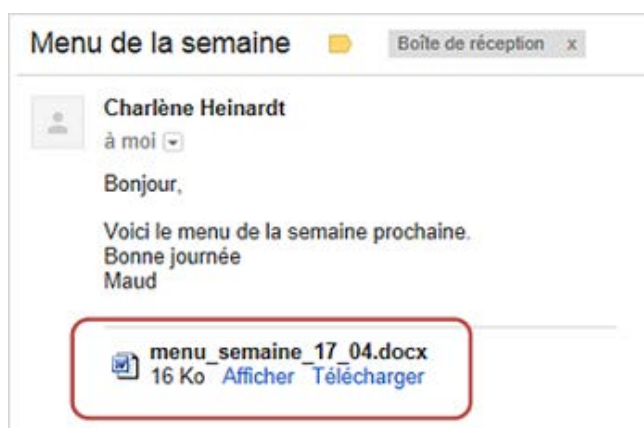 Menu de la semaine Boîte de réception x
Charlène Heinardt
à moi
Bonjour,
Voici le menu de la semaine prochaine.
Bonne journée
Maud
menu_semaine_17_04.docx
16 Ko Afficher Télécharger